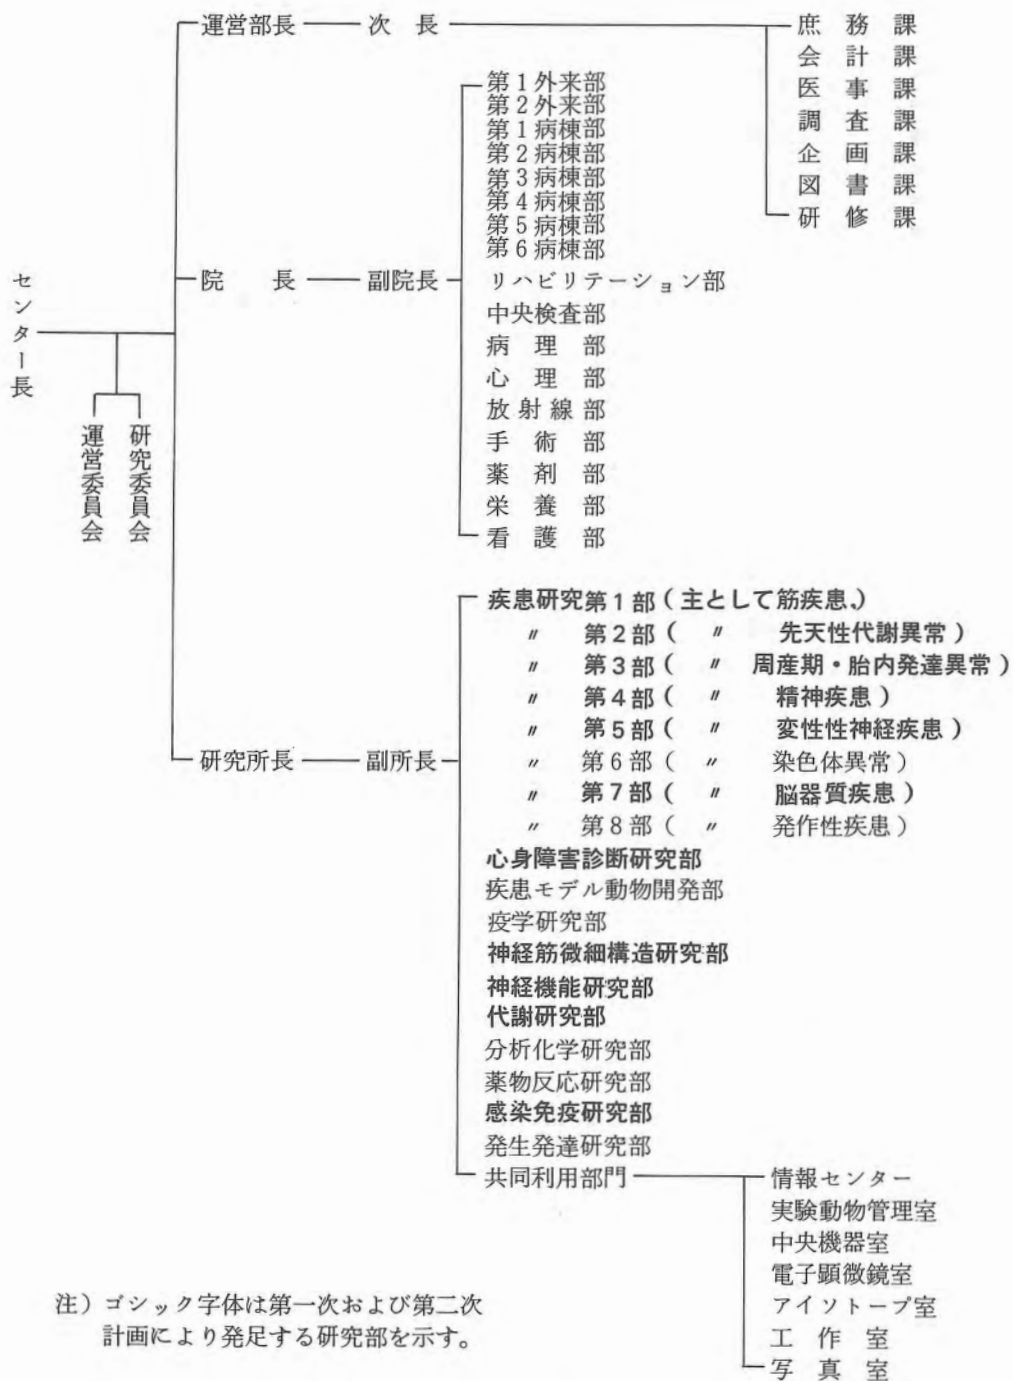 センター長
運営委員会
研究委員会
運営部長
次長
庶務課
会計課
医事課
調査課
企画課
図書課
研修課
院長
副院長
第1外来部
第2外来部
第1病棟部
第2病棟部
第3病棟部
第4病棟部
第5病棟部
第6病棟部
リハビリテーション部
中央検査部
病理部
心理部
放射線部
手術部
薬剤部
栄養部
看護部
研究所長
副所長
疾患研究第1部(主として筋疾患、)
〃 第2部(〃 先天性代謝異常)
〃 第3部(〃 周産期・胎内発達異常)
〃 第4部(〃 精神疾患)
〃 第5部(〃 変性性神経疾患)
〃 第6部(〃 染色体異常)
〃 第7部(〃 脳器質疾患)
〃 第8部(〃 発作性疾患)
心身障害診断研究部
疾患モデル動物開発部
疫学研究部
神経筋微細構造研究部
神経機能研究部
代謝研究部
分析化学研究部
薬物反応研究部
感染免疫研究部
発生発達研究部
共同利用部門
情報センター
実験動物管理室
中央機器室
電子顕微鏡室
アイソトープ室
工作室
写真室
注)ゴシック字体は第一次および第二次
計画により発足する研究部を示す。